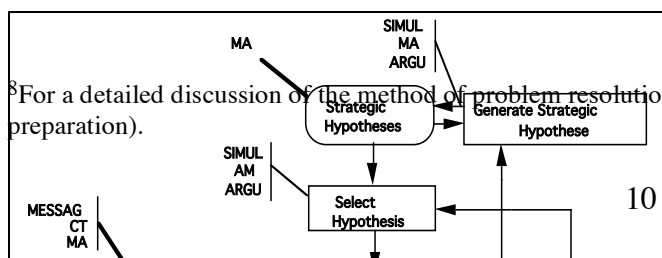 SIMUL
MA
ARGU
MA
8For a detailed discussion of the method of problem resolutio
preparation).
Strategic
Hypotheses
Generate Strategic
Hypothese
SIMUL
AM
ARGU
Select
Hypothesis
10
MESSAG
CT
MA